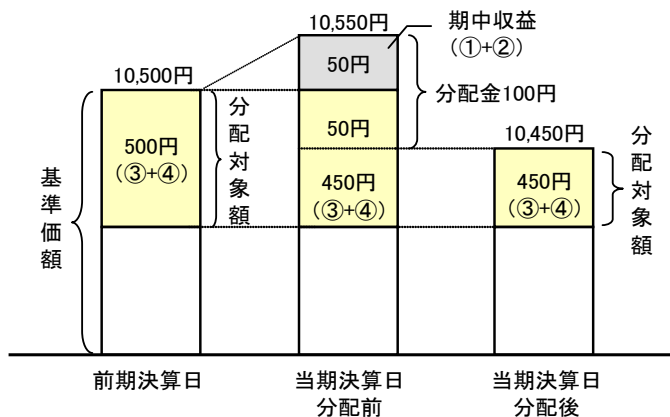 10,550円
期中収益
(①+②)
50円
10,500円
分配金100円
50円
10,450円
500円
(③+④)
分配対象額
450円
(③+④)
450円
(③+④)
分配対象額
基準価額
前期決算日
当期決算日
分配前
当期決算日
分配後